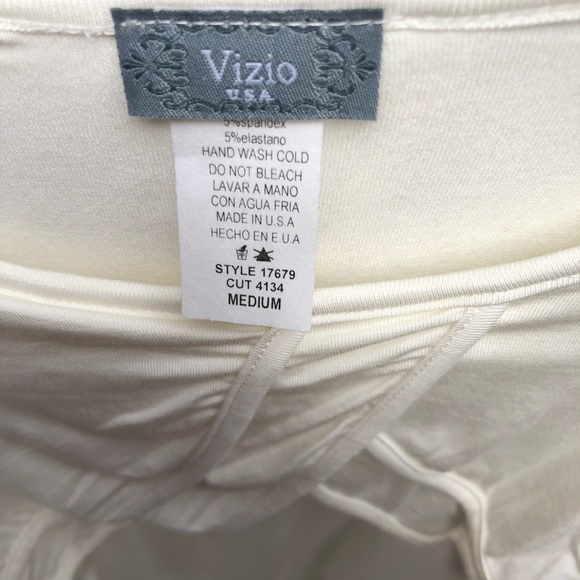 Vizio
U.S.A
5%spandex
5%elastano
HAND WASH COLD
DO NOT BLEACH
LAVAR A MANO
CON AGUA FRIA
MADE IN U.S.A
HECHO EN E.U.A
STYLE 17679
CUT 4134
MEDIUM